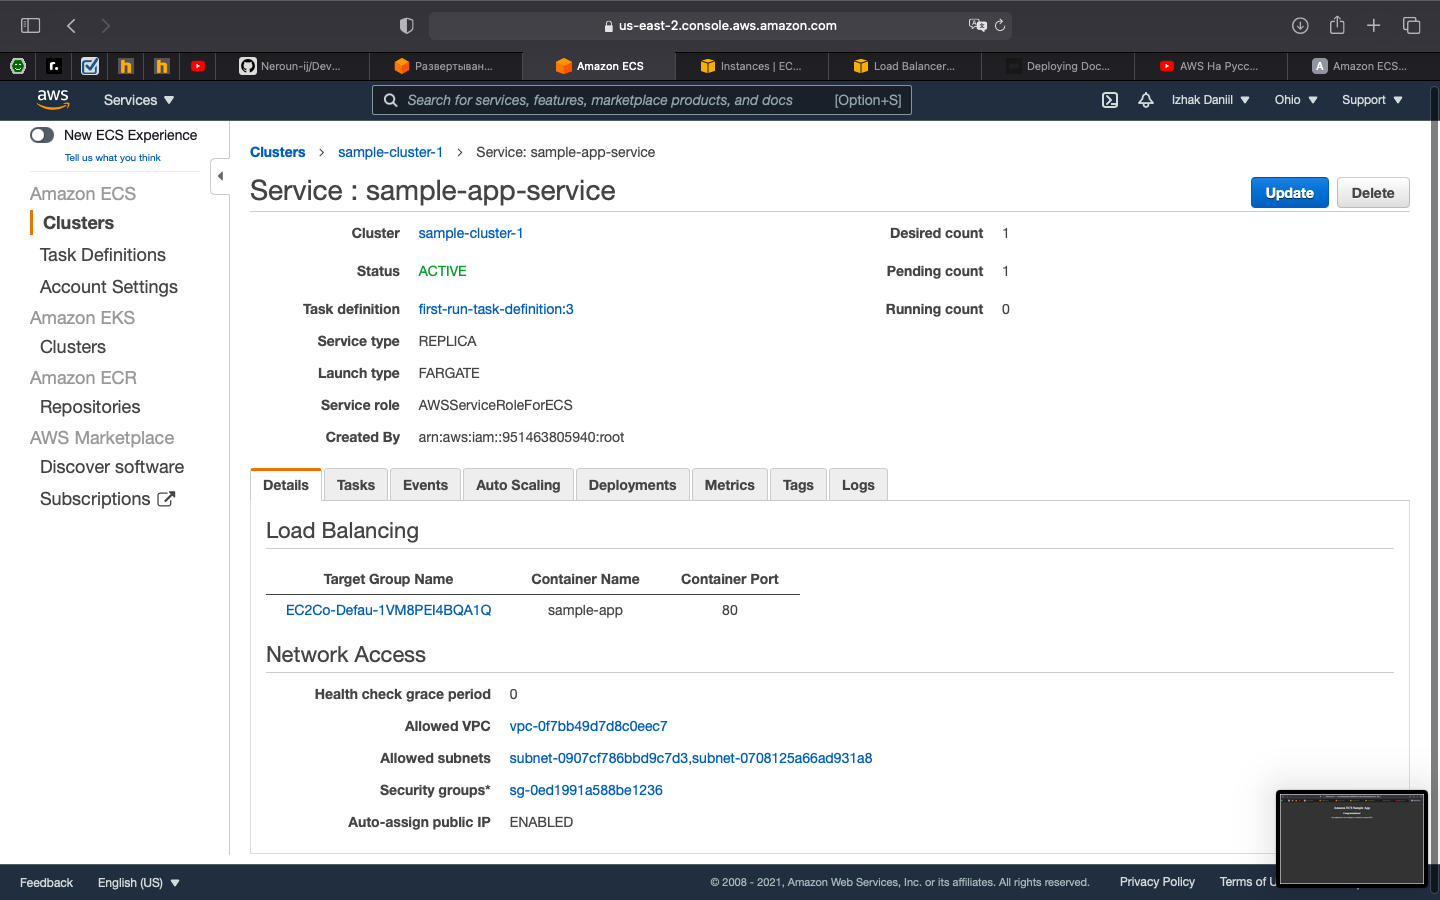 us-east-2.console.aws.amazon.com
Neroun-ij/Dev...
Развертыван...
Amazon ECS
Instances | EC...
Load Balancer...
Deploying Doc...
AWS На Русс...
A Amazon ECS...
aws Services Search for services, features, marketplace products, and docs [Option+S] Izhak Daniil Ohio Support
New ECS Experience
Tell us what you think
Amazon ECS
Clusters
Task Definitions
Account Settings
Amazon EKS
Clusters
Amazon ECR
Repositories
AWS Marketplace
Discover software
Subscriptions
Clusters > sample-cluster-1 > Service: sample-app-service
Service : sample-app-service
Update Delete
Cluster sample-cluster-1
Status ACTIVE
Task definition first-run-task-definition:3
Service type REPLICA
Launch type FARGATE
Service role AWSServiceRoleForECS
Created By arn:aws:iam::951463805940:root
Desired count 1
Pending count 1
Running count 0
Details Tasks Events Auto Scaling Deployments Metrics Tags Logs
Load Balancing
Target Group Name Container Name Container Port
EC2Co-Defau-1VM8PEI4BQA1Q sample-app 80
Network Access
Health check grace period 0
Allowed VPC vpc-0f7bb49d7d8c0eec7
Allowed subnets subnet-0907cf786bbd9c7d3,subnet-0708125a66ad931a8
Security groups* sg-0ed1991a588be1236
Auto-assign public IP ENABLED
Amazon ECS Sample App
Feedback English (US) © 2008 - 2021, Amazon Web Services, Inc. or its affiliates. All rights reserved. Privacy Policy Terms of U